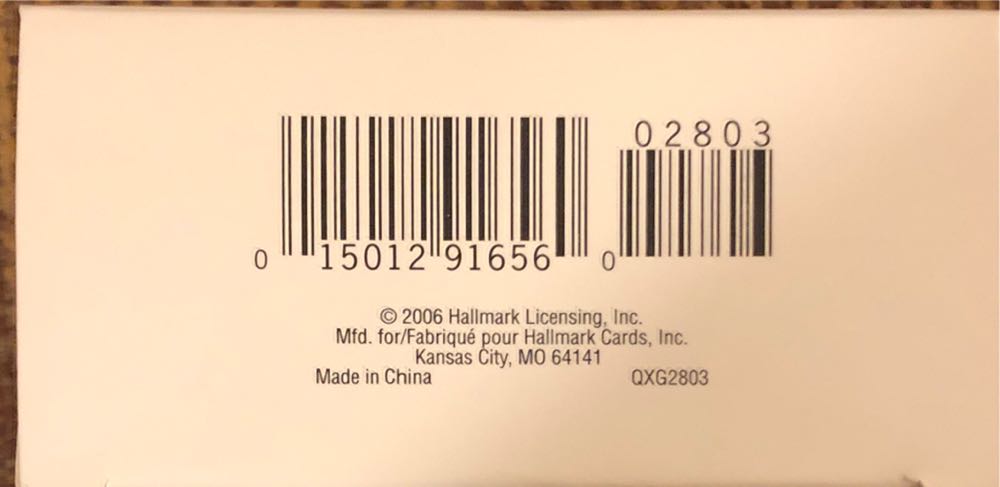 02803
0 15012 91656 0
© 2006 Hallmark Licensing, Inc.
Mfd. for/Fabriqué pour Hallmark Cards, Inc.
Kansas City, MO 64141
Made in China QXG2803